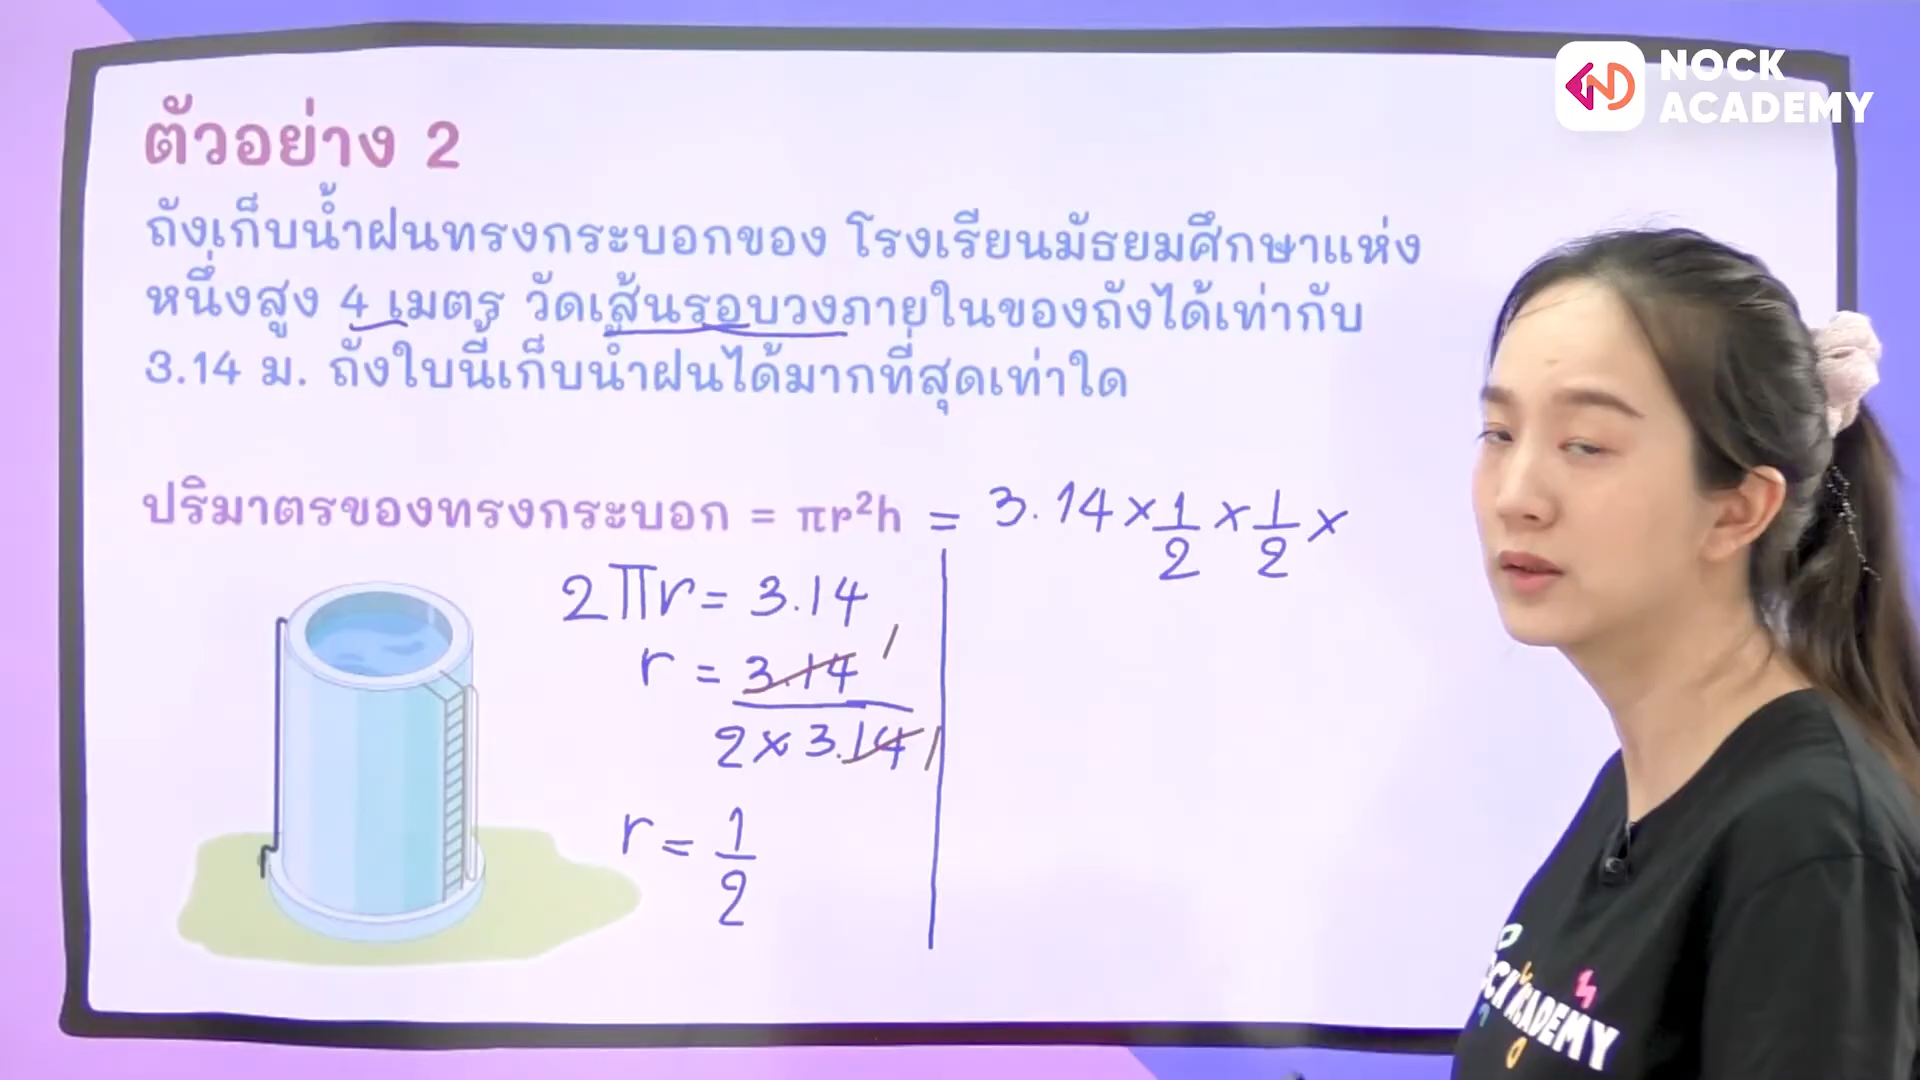 NOCK
ACADEMY
ตัวอย่าง 2
ถังเก็บน้ำฝนทรงกระบอกของ โรงเรียนมัธยมศึกษาแห่ง
หนึ่งสูง 4 เมตร วัดเส้นรอบวงภายในของถังได้เท่ากับ
3.14 ม. ถังใบนี้เก็บน้ำฝนได้มากที่สุดเท่าใด
ปริมาตรของทรงกระบอก = πr²h = 3.14 × 1/2 × 1/2 ×
2πr = 3.14
r = 3.14 1
2 × 3.14 1
r = 1/2
OCK ACADEMY